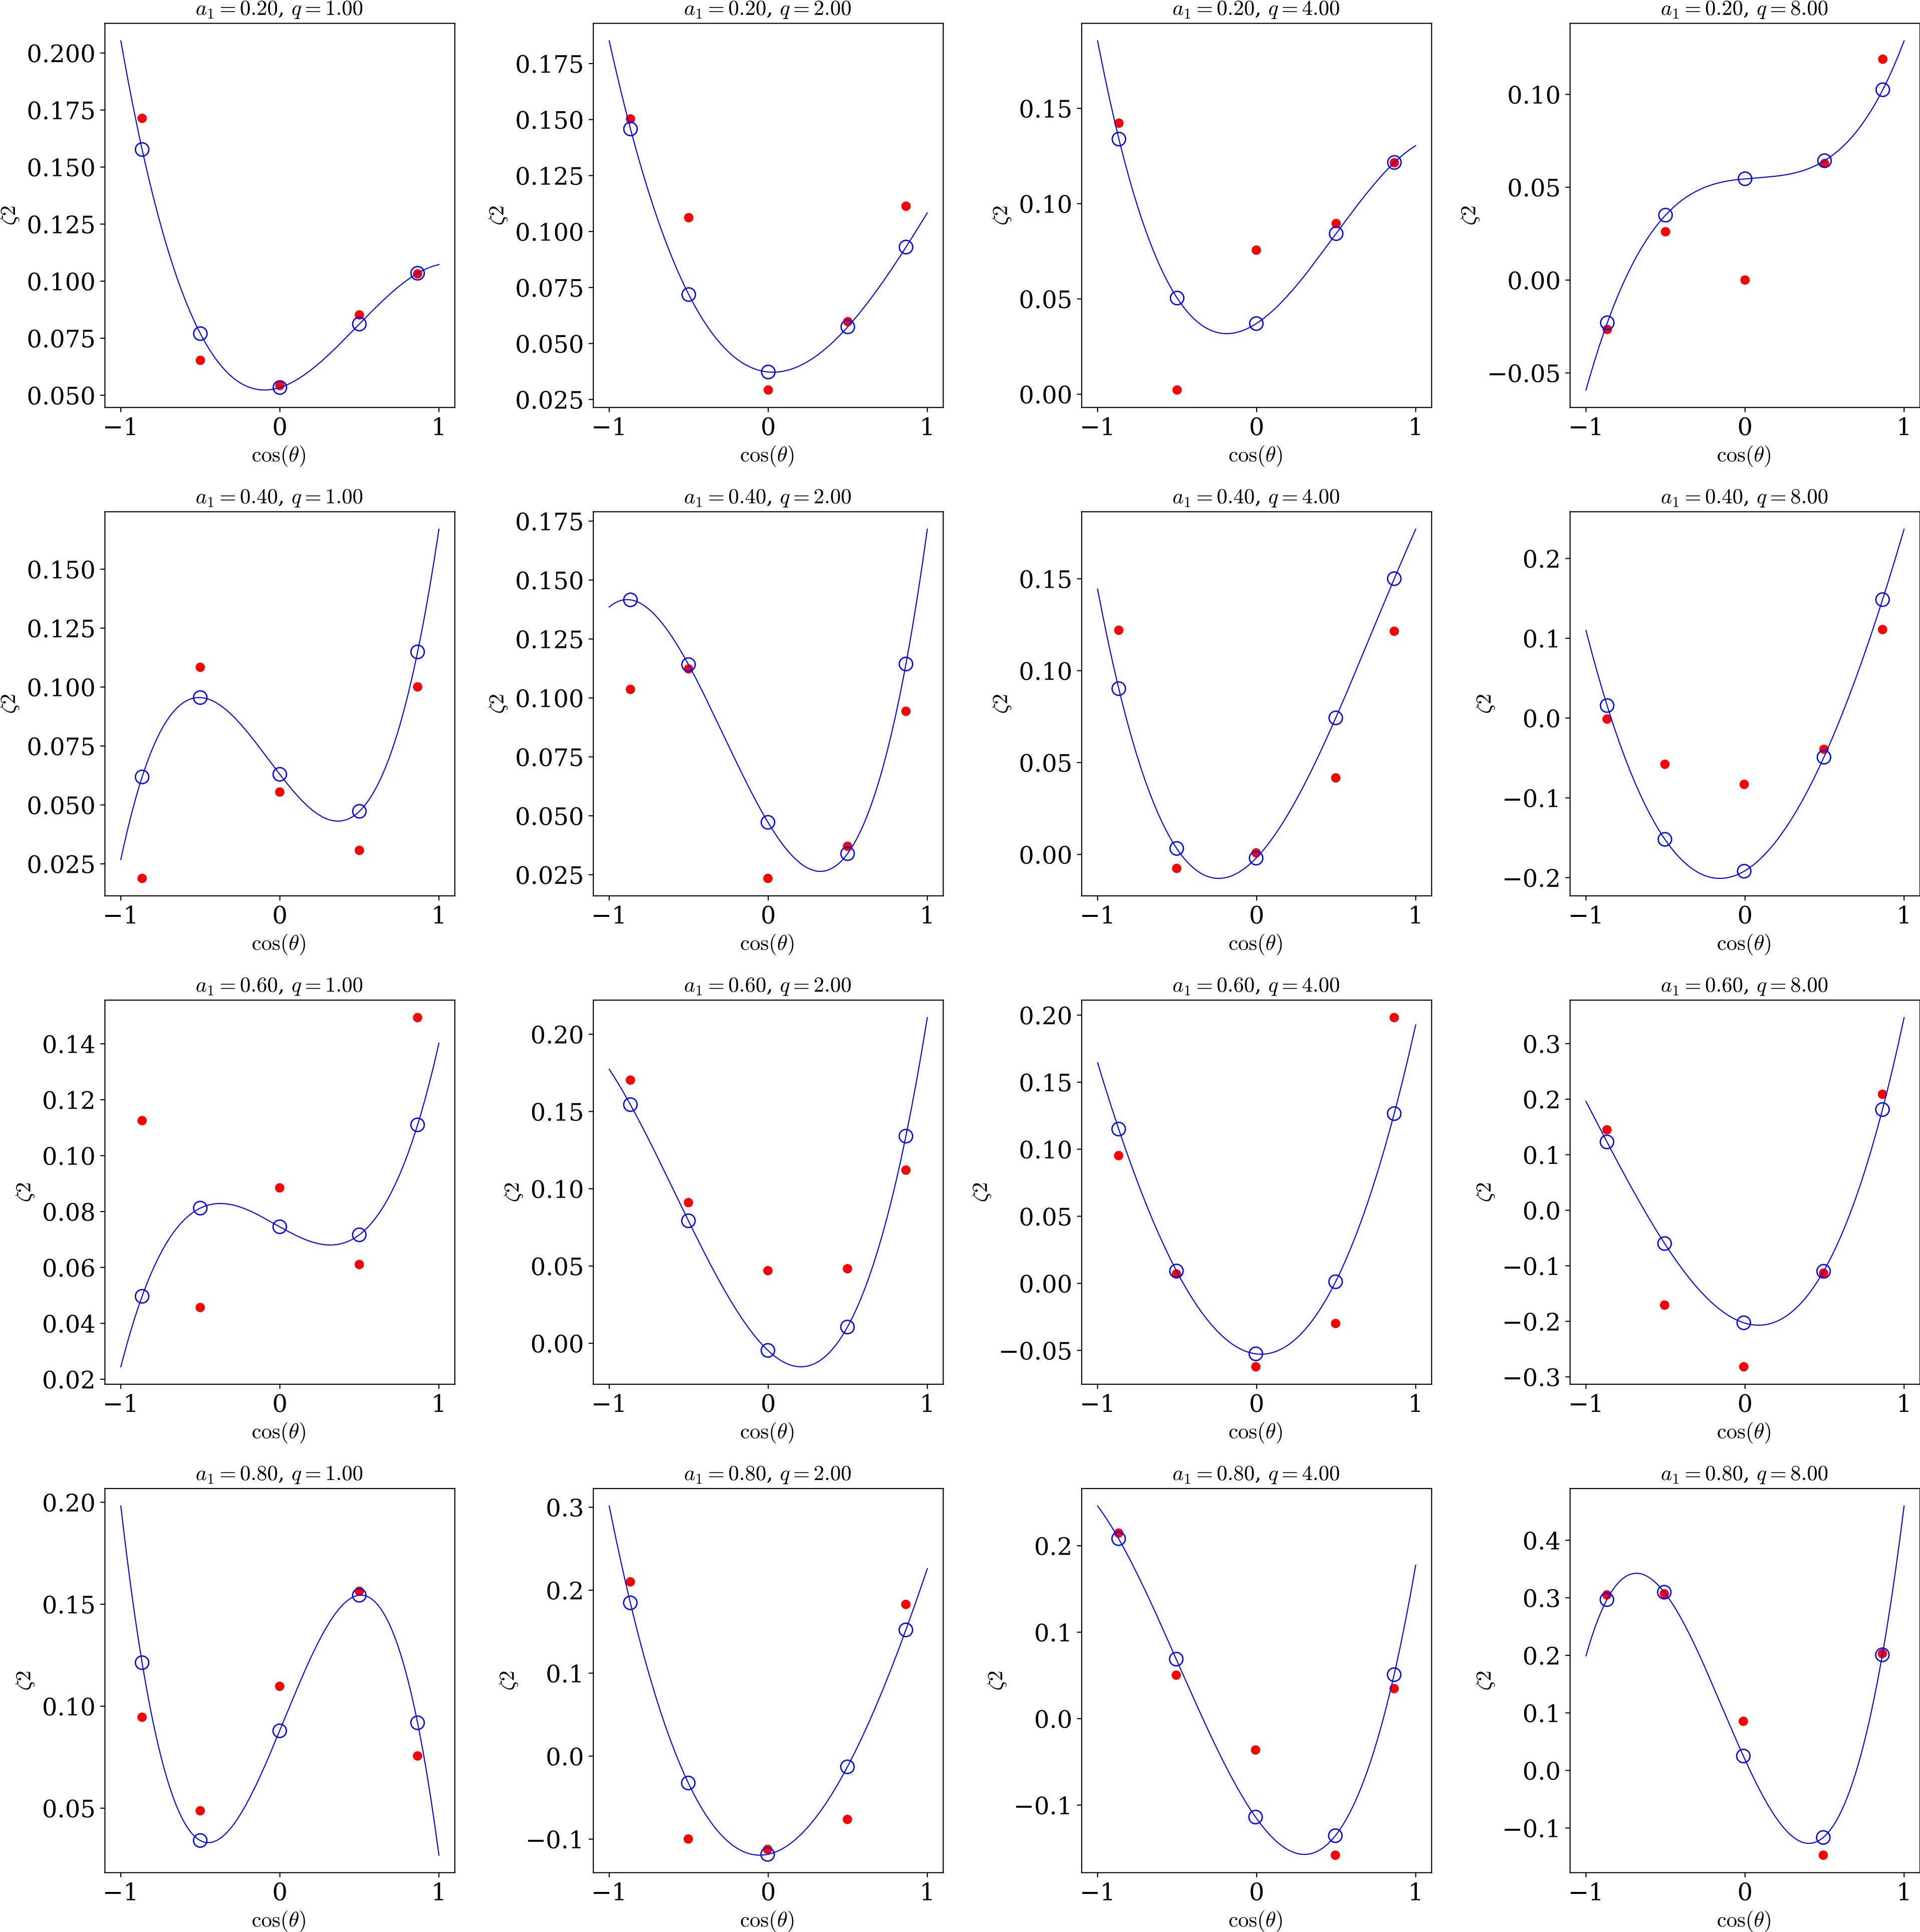 a₁ = 0.20, q = 1.00
0.200
0.175
0.150
0.125
0.100
0.075
0.050
ζ2
−1 0 1
cos(θ)
a₁ = 0.20, q = 2.00
0.175
0.150
0.125
0.100
0.075
0.050
0.025
ζ2
−1 0 1
cos(θ)
a₁ = 0.20, q = 4.00
0.15
0.10
0.05
0.00
ζ2
−1 0 1
cos(θ)
a₁ = 0.20, q = 8.00
0.10
0.05
0.00
−0.05
ζ2
−1 0 1
cos(θ)
a₁ = 0.40, q = 1.00
0.150
0.125
0.100
0.075
0.050
0.025
ζ2
−1 0 1
cos(θ)
a₁ = 0.40, q = 2.00
0.175
0.150
0.125
0.100
0.075
0.050
0.025
ζ2
−1 0 1
cos(θ)
a₁ = 0.40, q = 4.00
0.15
0.10
0.05
0.00
ζ2
−1 0 1
cos(θ)
a₁ = 0.40, q = 8.00
0.2
0.1
0.0
−0.1
−0.2
ζ2
−1 0 1
cos(θ)
a₁ = 0.60, q = 1.00
0.14
0.12
0.10
0.08
0.06
0.04
0.02
ζ2
−1 0 1
cos(θ)
a₁ = 0.60, q = 2.00
0.20
0.15
0.10
0.05
0.00
ζ2
−1 0 1
cos(θ)
a₁ = 0.60, q = 4.00
0.20
0.15
0.10
0.05
0.00
−0.05
ζ2
−1 0 1
cos(θ)
a₁ = 0.60, q = 8.00
0.3
0.2
0.1
0.0
−0.1
−0.2
−0.3
ζ2
−1 0 1
cos(θ)
a₁ = 0.80, q = 1.00
0.20
0.15
0.10
0.05
ζ2
−1 0 1
cos(θ)
a₁ = 0.80, q = 2.00
0.3
0.2
0.1
0.0
−0.1
ζ2
−1 0 1
cos(θ)
a₁ = 0.80, q = 4.00
0.2
0.1
0.0
−0.1
ζ2
−1 0 1
cos(θ)
a₁ = 0.80, q = 8.00
0.4
0.3
0.2
0.1
0.0
−0.1
ζ2
−1 0 1
cos(θ)